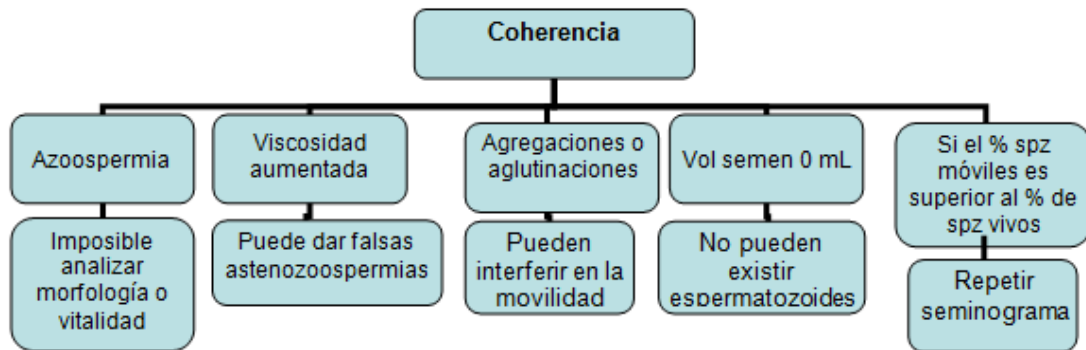 Coherencia
Azoospermia
Viscosidad
aumentada
Agregaciones o
aglutinaciones
Vol semen 0 mL
Si el % spz
móviles es
superior al % de
spz vivos
Imposible
analizar
morfología o
vitalidad
Puede dar falsas
astenozoospermias
Pueden
interferir en la
movilidad
No pueden
existir
espermatozoides
Repetir
seminograma